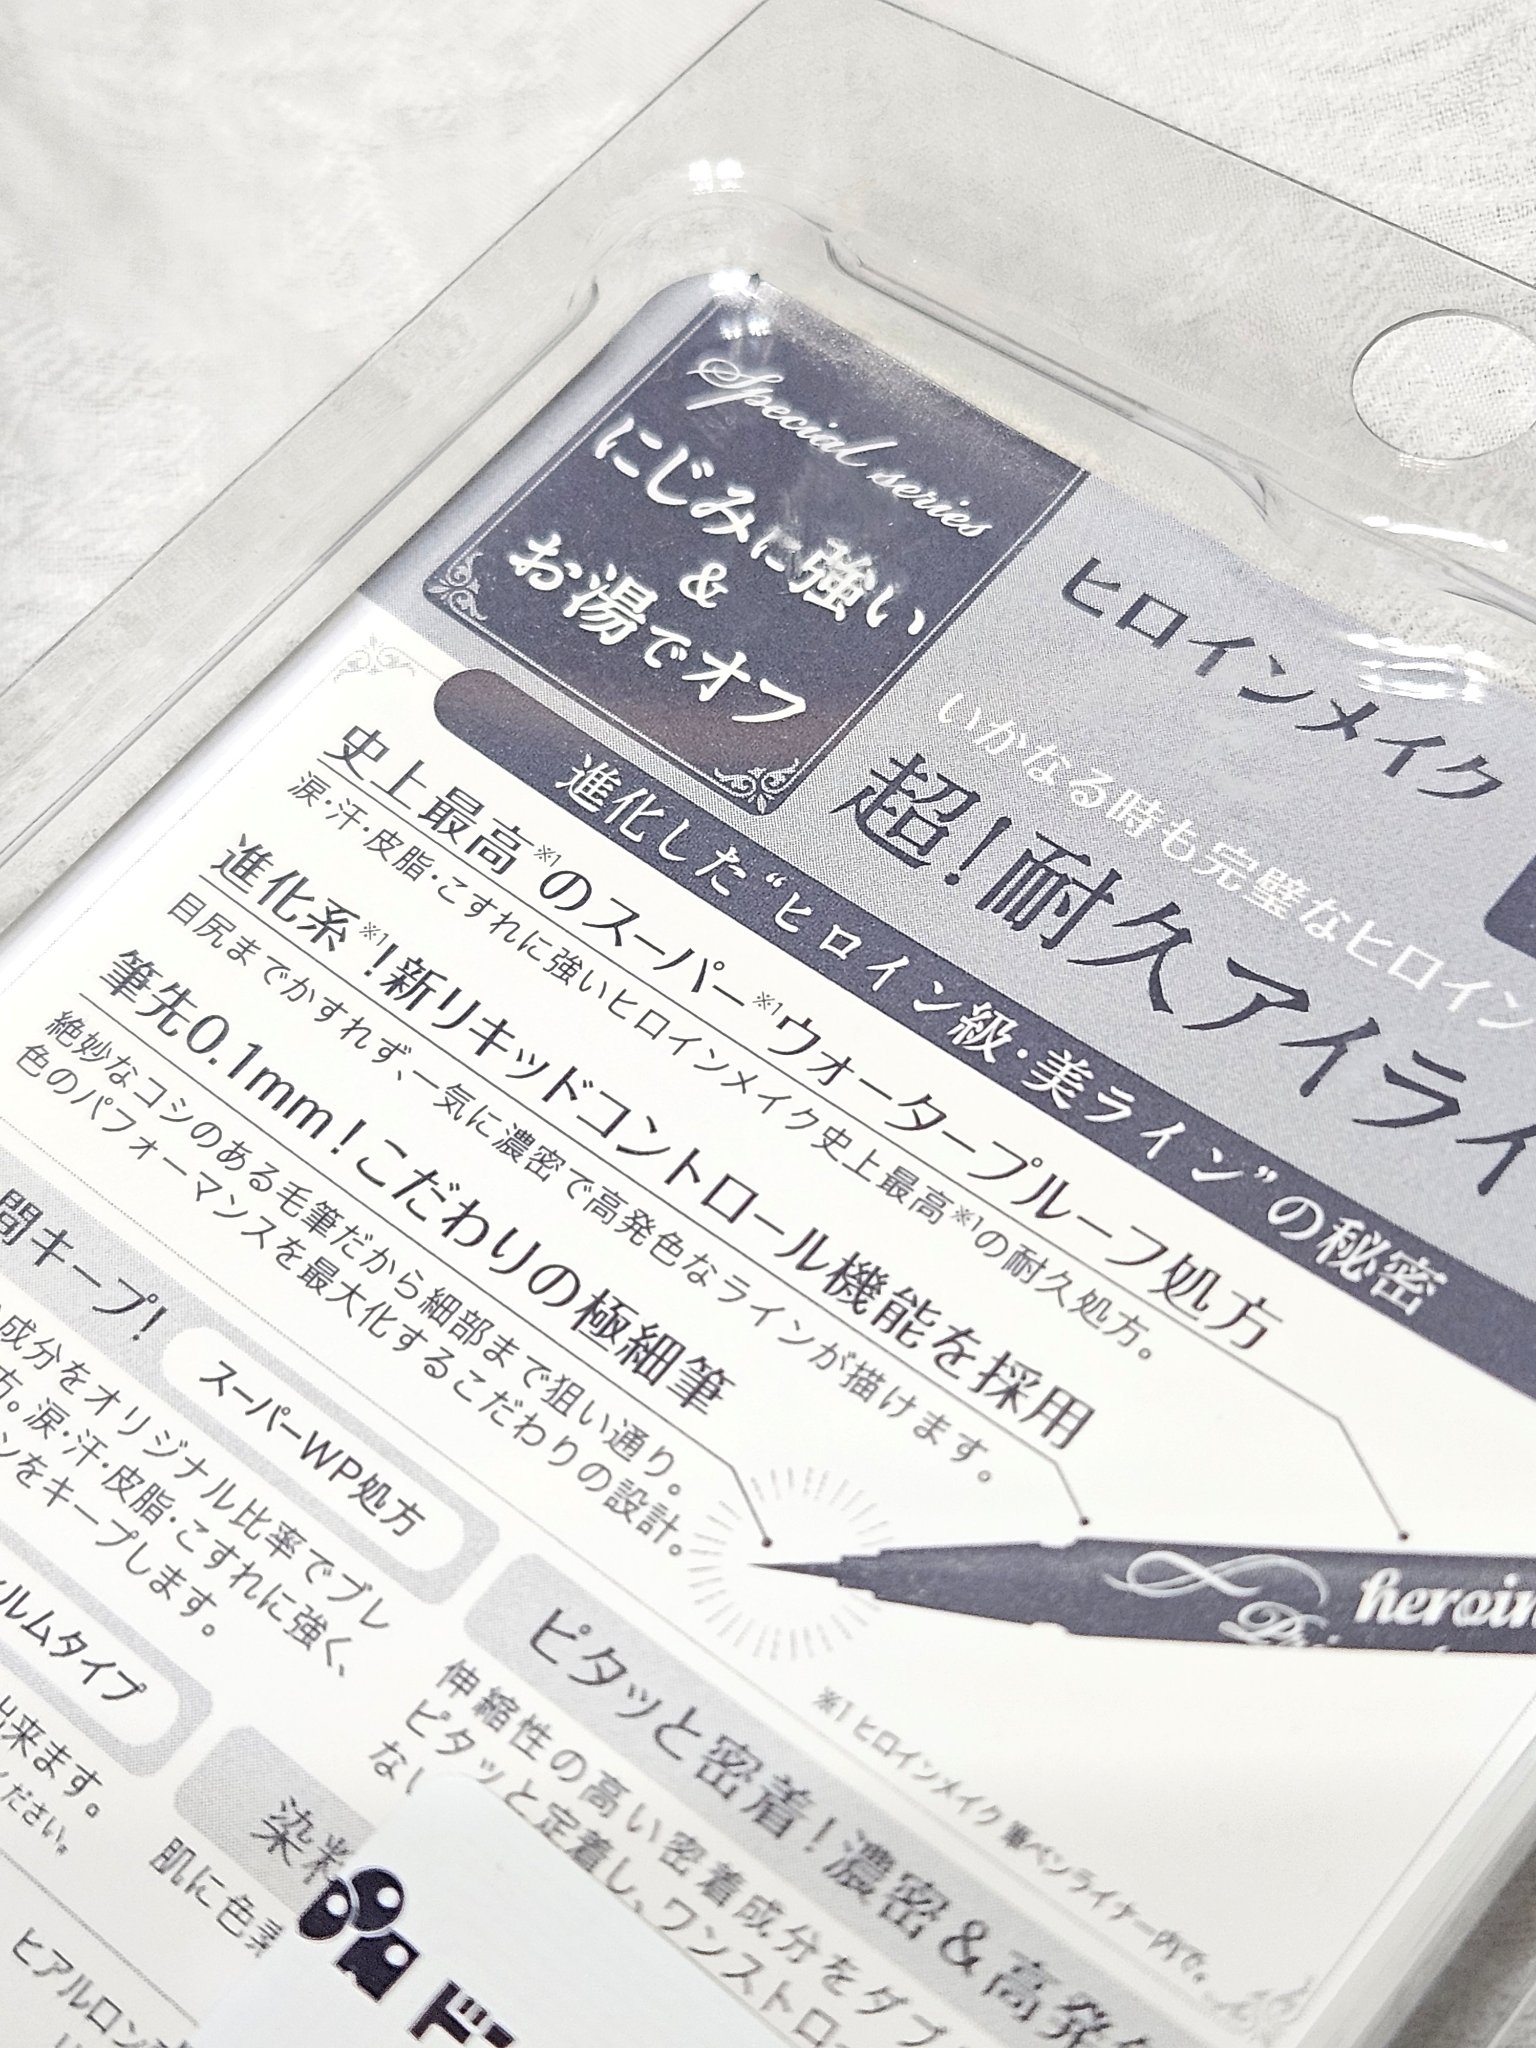 Special series
にじみに強い
&
お湯でオフ
ヒロインメイク
いかなる時も完璧なヒロイン
超!耐久アイライ
進化した“ヒロイン級・美ライン”の秘密
史上最高※1のスーパー※1ウォータープルーフ処方
涙・汗・皮脂・こすれに強いヒロインメイク史上最高※1の耐久処方。
進化系※1!新リキッドコントロール機能を採用
目尻までかすれず、一気に濃密で高発色なラインが描けます。
筆先0.1mm!こだわりの極細筆
絶妙なコシのある毛筆だから細部まで狙い通り。
色のパフォーマンスを最大化するこだわりの設計。
heroin
※1 ヒロインメイク 筆ペンライナー内で。
間キープ!
スーパーWP処方
成分をオリジナル比率でブレ
方。涙・汗・皮脂・こすれに強く、
ンをキープします。
ルムタイプ
出来ます。
ください。
ピタッと密着!濃密&高発色
伸縮性の高い密着成分をダブ
ピタッと定着し、ワンストロー
な
染料
肌に色素
ヒアルロン
ド